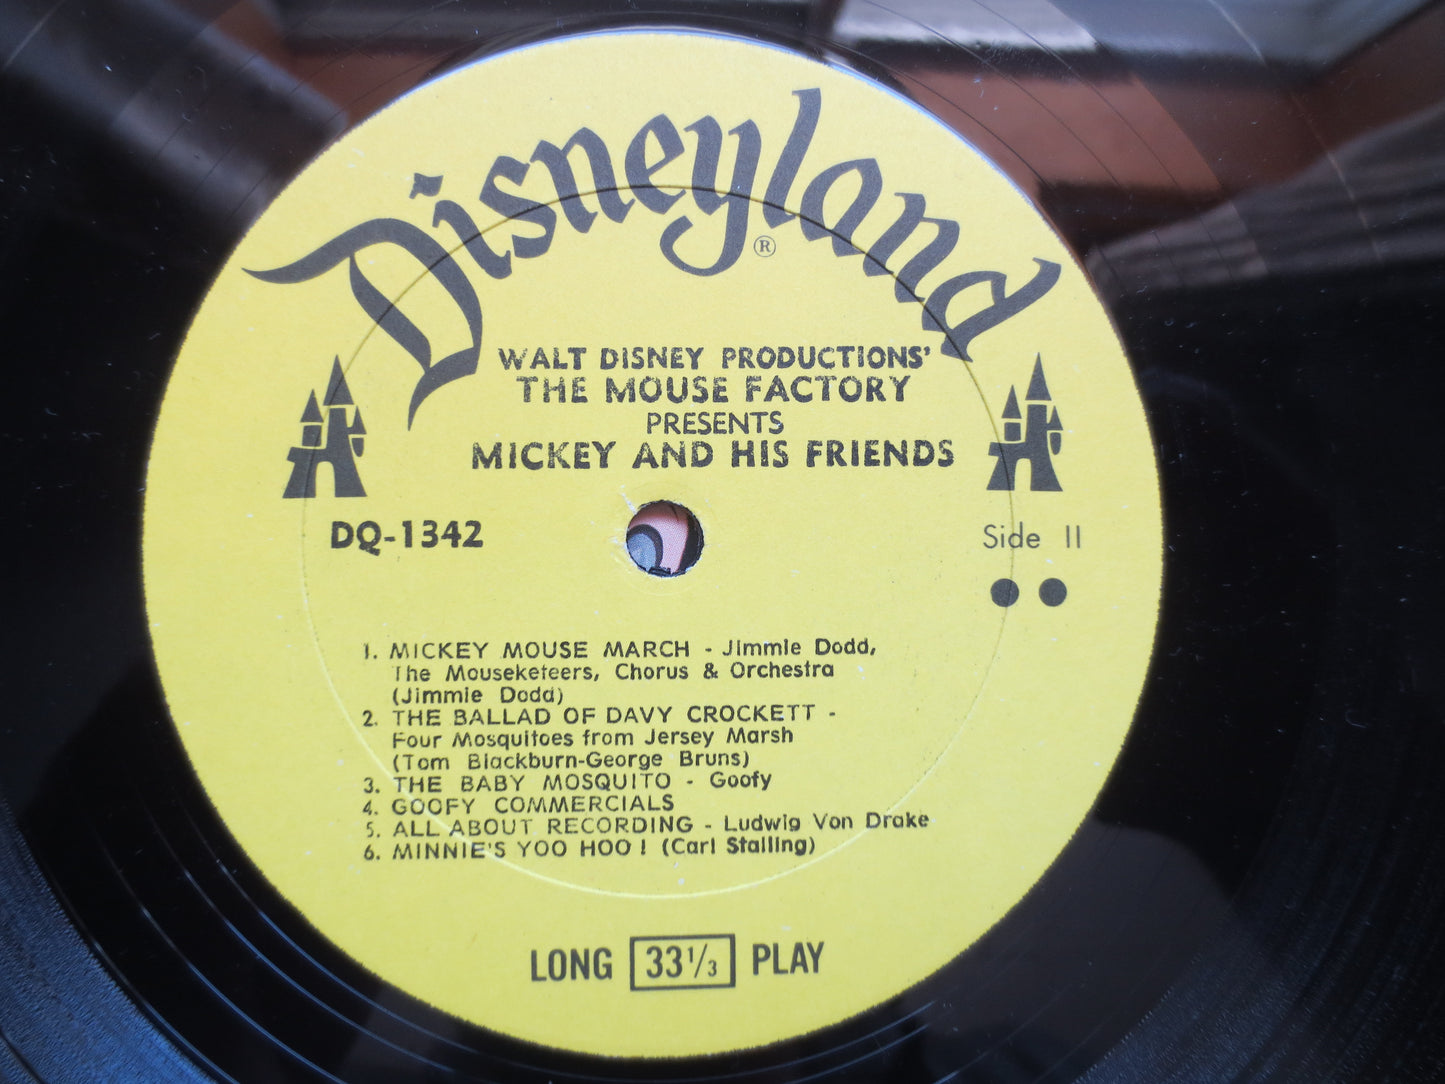 Disneyland ®
WALT DISNEY PRODUCTIONS'
THE MOUSE FACTORY
PRESENTS
MICKEY AND HIS FRIENDS
DQ-1342
Side II
1. MICKEY MOUSE MARCH - Jimmie Dodd,
The Mouseketeers, Chorus & Orchestra
(Jimmie Dodd)
2. THE BALLAD OF DAVY CROCKETT -
Four Mosquitoes from Jersey Marsh
(Tom Blackburn-George Bruns)
3. THE BABY MOSQUITO - Goofy
4. GOOFY COMMERCIALS
5. ALL ABOUT RECORDING - Ludwig Von Drake
6. MINNIE'S YOO HOO! (Carl Stalling)
LONG 33⅓ PLAY